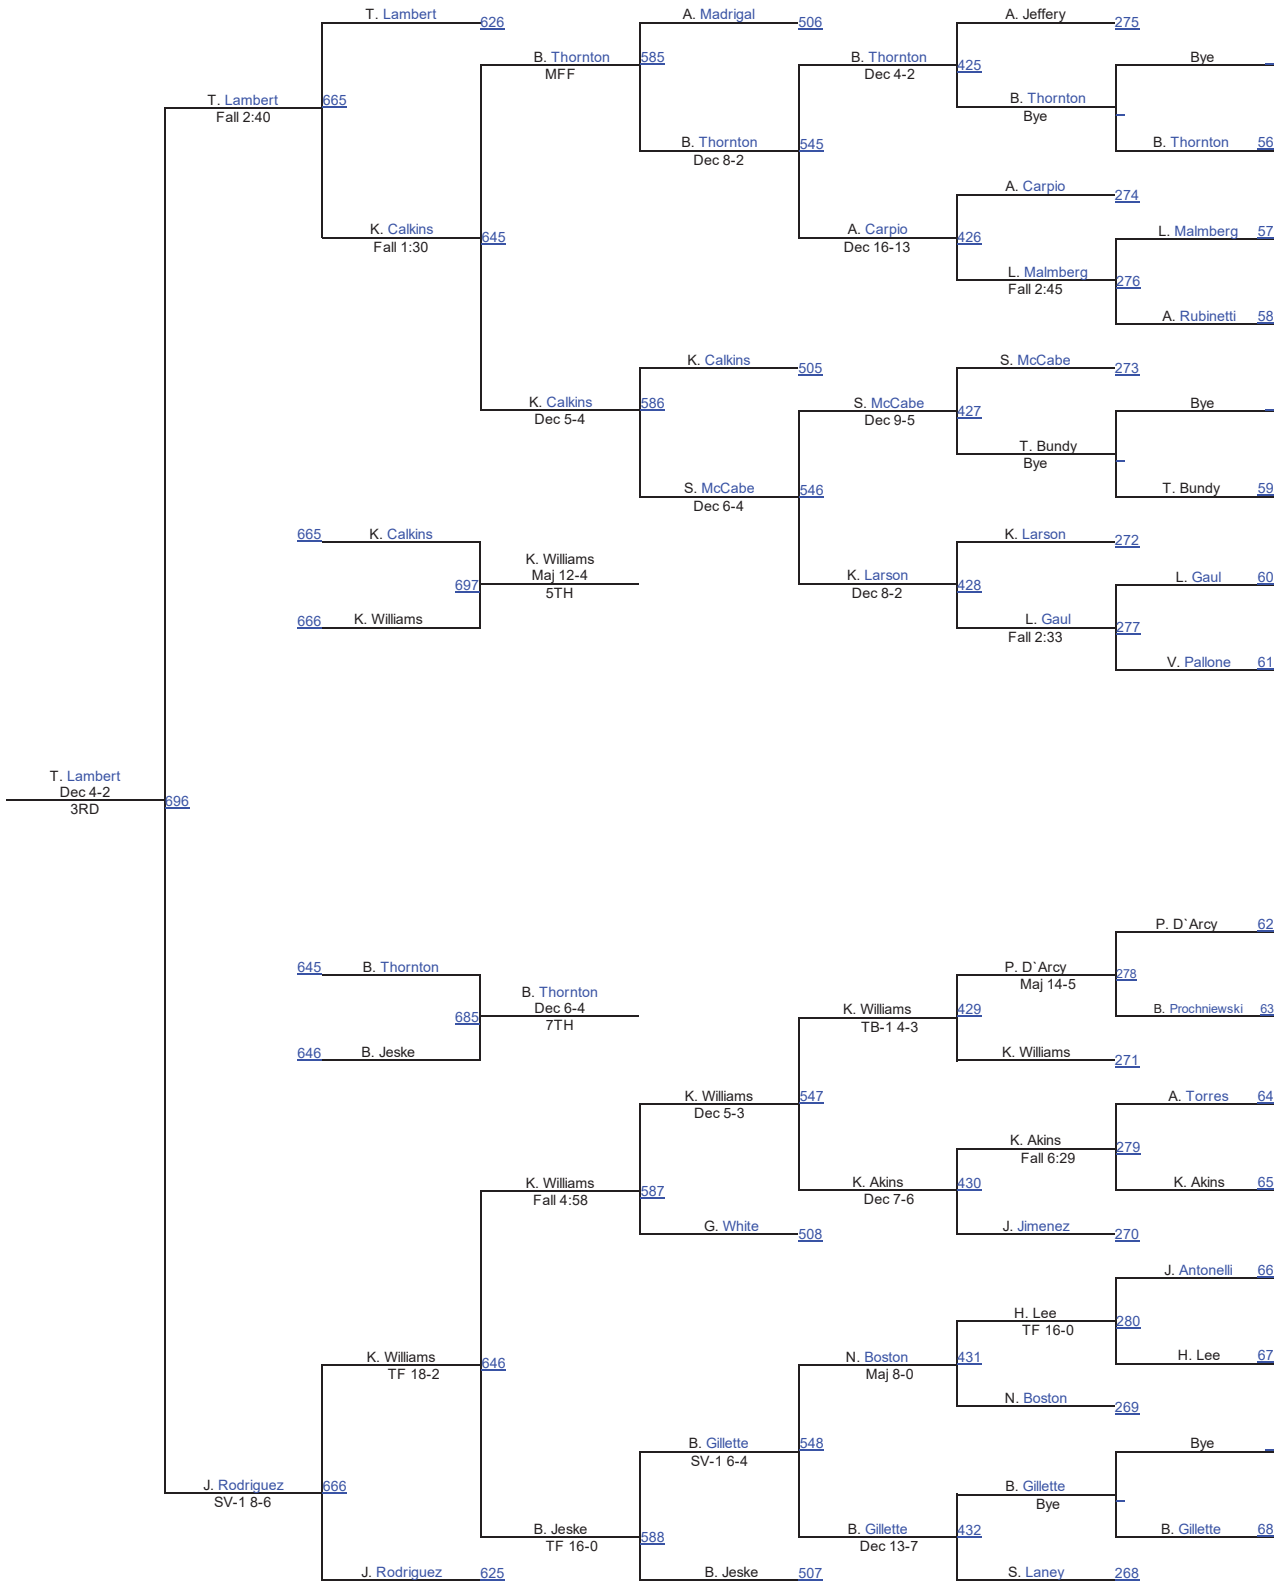 T. Lambert 626
A. Madrigal 506
A. Jeffery 275
B. Thornton 585
MFF
B. Thornton 425
Dec 4-2
Bye
T. Lambert 665
Fall 2:40
B. Thornton
Bye
B. Thornton 545
Dec 8-2
B. Thornton 56
A. Carpio 274
K. Calkins 645
Fall 1:30
A. Carpio 426
Dec 16-13
L. Malmberg 57
L. Malmberg 276
Fall 2:45
A. Rubinetti 58
K. Calkins 505
S. McCabe 273
K. Calkins 586
Dec 5-4
S. McCabe 427
Dec 9-5
Bye
T. Bundy
Bye
S. McCabe 546
Dec 6-4
T. Bundy 59
665 K. Calkins
K. Larson 272
K. Williams
Maj 12-4
697
5TH
K. Larson 428
Dec 8-2
L. Gaul 60
666 K. Williams
L. Gaul 277
Fall 2:33
V. Pallone 61
T. Lambert
Dec 4-2
696
3RD
P. D`Arcy 62
645 B. Thornton
P. D`Arcy 278
Maj 14-5
B. Thornton
Dec 6-4
685
7TH
K. Williams 429
TB-1 4-3
B. Prochniewski 63
646 B. Jeske
K. Williams 271
K. Williams 547
Dec 5-3
A. Torres 64
K. Akins 279
Fall 6:29
K. Williams 587
Fall 4:58
K. Akins 430
Dec 7-6
K. Akins 65
G. White 508
J. Jimenez 270
J. Antonelli 66
H. Lee 280
TF 16-0
K. Williams 646
TF 18-2
N. Boston 431
Maj 8-0
H. Lee 67
N. Boston 269
B. Gillette 548
SV-1 6-4
Bye
J. Rodriguez 666
SV-1 8-6
B. Gillette
Bye
B. Jeske 588
TF 16-0
B. Gillette 432
Dec 13-7
B. Gillette 68
J. Rodriguez 625
B. Jeske 507
S. Laney 268